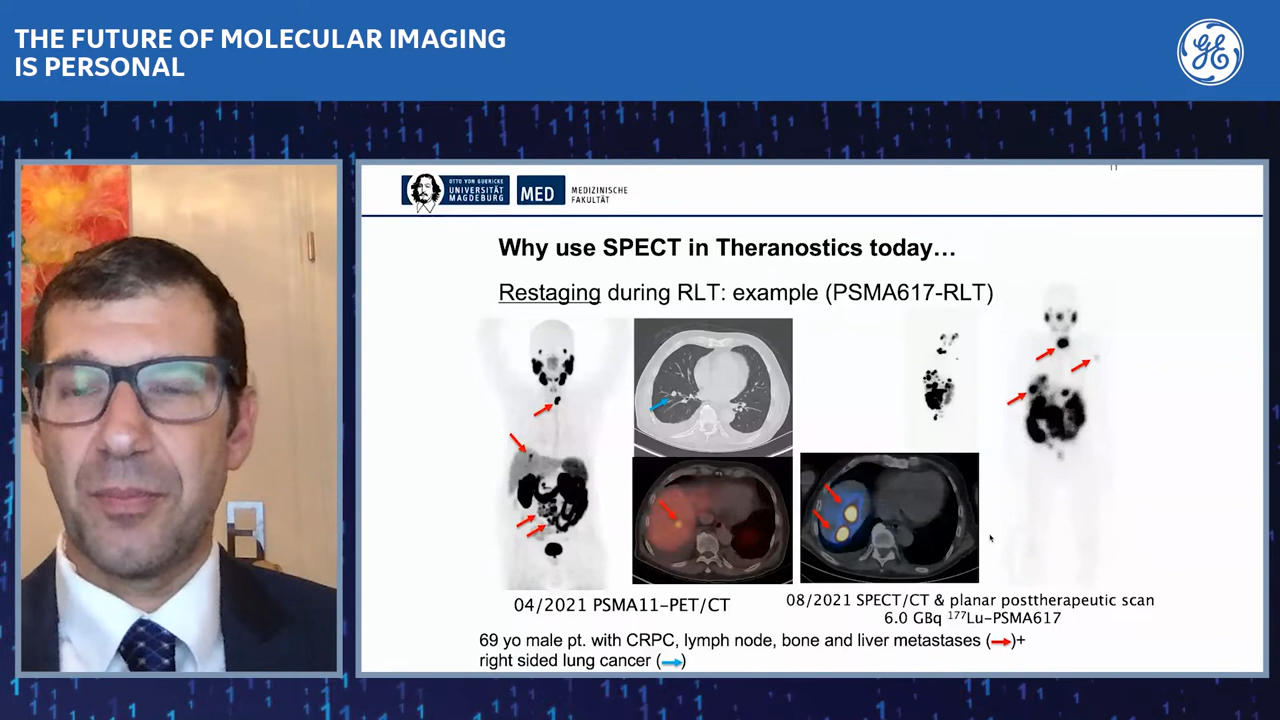 THE FUTURE OF MOLECULAR IMAGING
IS PERSONAL
GE
OTTO VON GUERICKE
UNIVERSITÄT
MAGDEBURG
MED
MEDIZINISCHE
FAKULTÄT
Why use SPECT in Theranostics today…
Restaging during RLT: example (PSMA617-RLT)
04/2021 PSMA11-PET/CT
08/2021 SPECT/CT & planar posttherapeutic scan
6.0 GBq ¹⁷⁷Lu-PSMA617
69 yo male pt. with CRPC, lymph node, bone and liver metastases (→)+
right sided lung cancer (→)